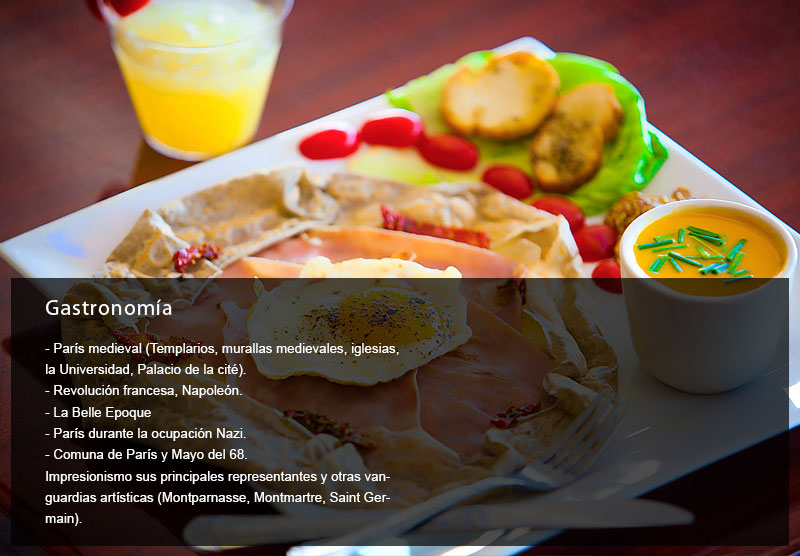 Gastronomía
- París medieval (Templarios, murallas medievales, iglesias,
la Universidad, Palacio de la cité).
- Revolución francesa, Napoleón.
- La Belle Epoque
- París durante la ocupación Nazi.
- Comuna de París y Mayo del 68.
Impresionismo sus principales representantes y otras van-
guardias artísticas (Montparnasse, Montmartre, Saint Ger-
main).